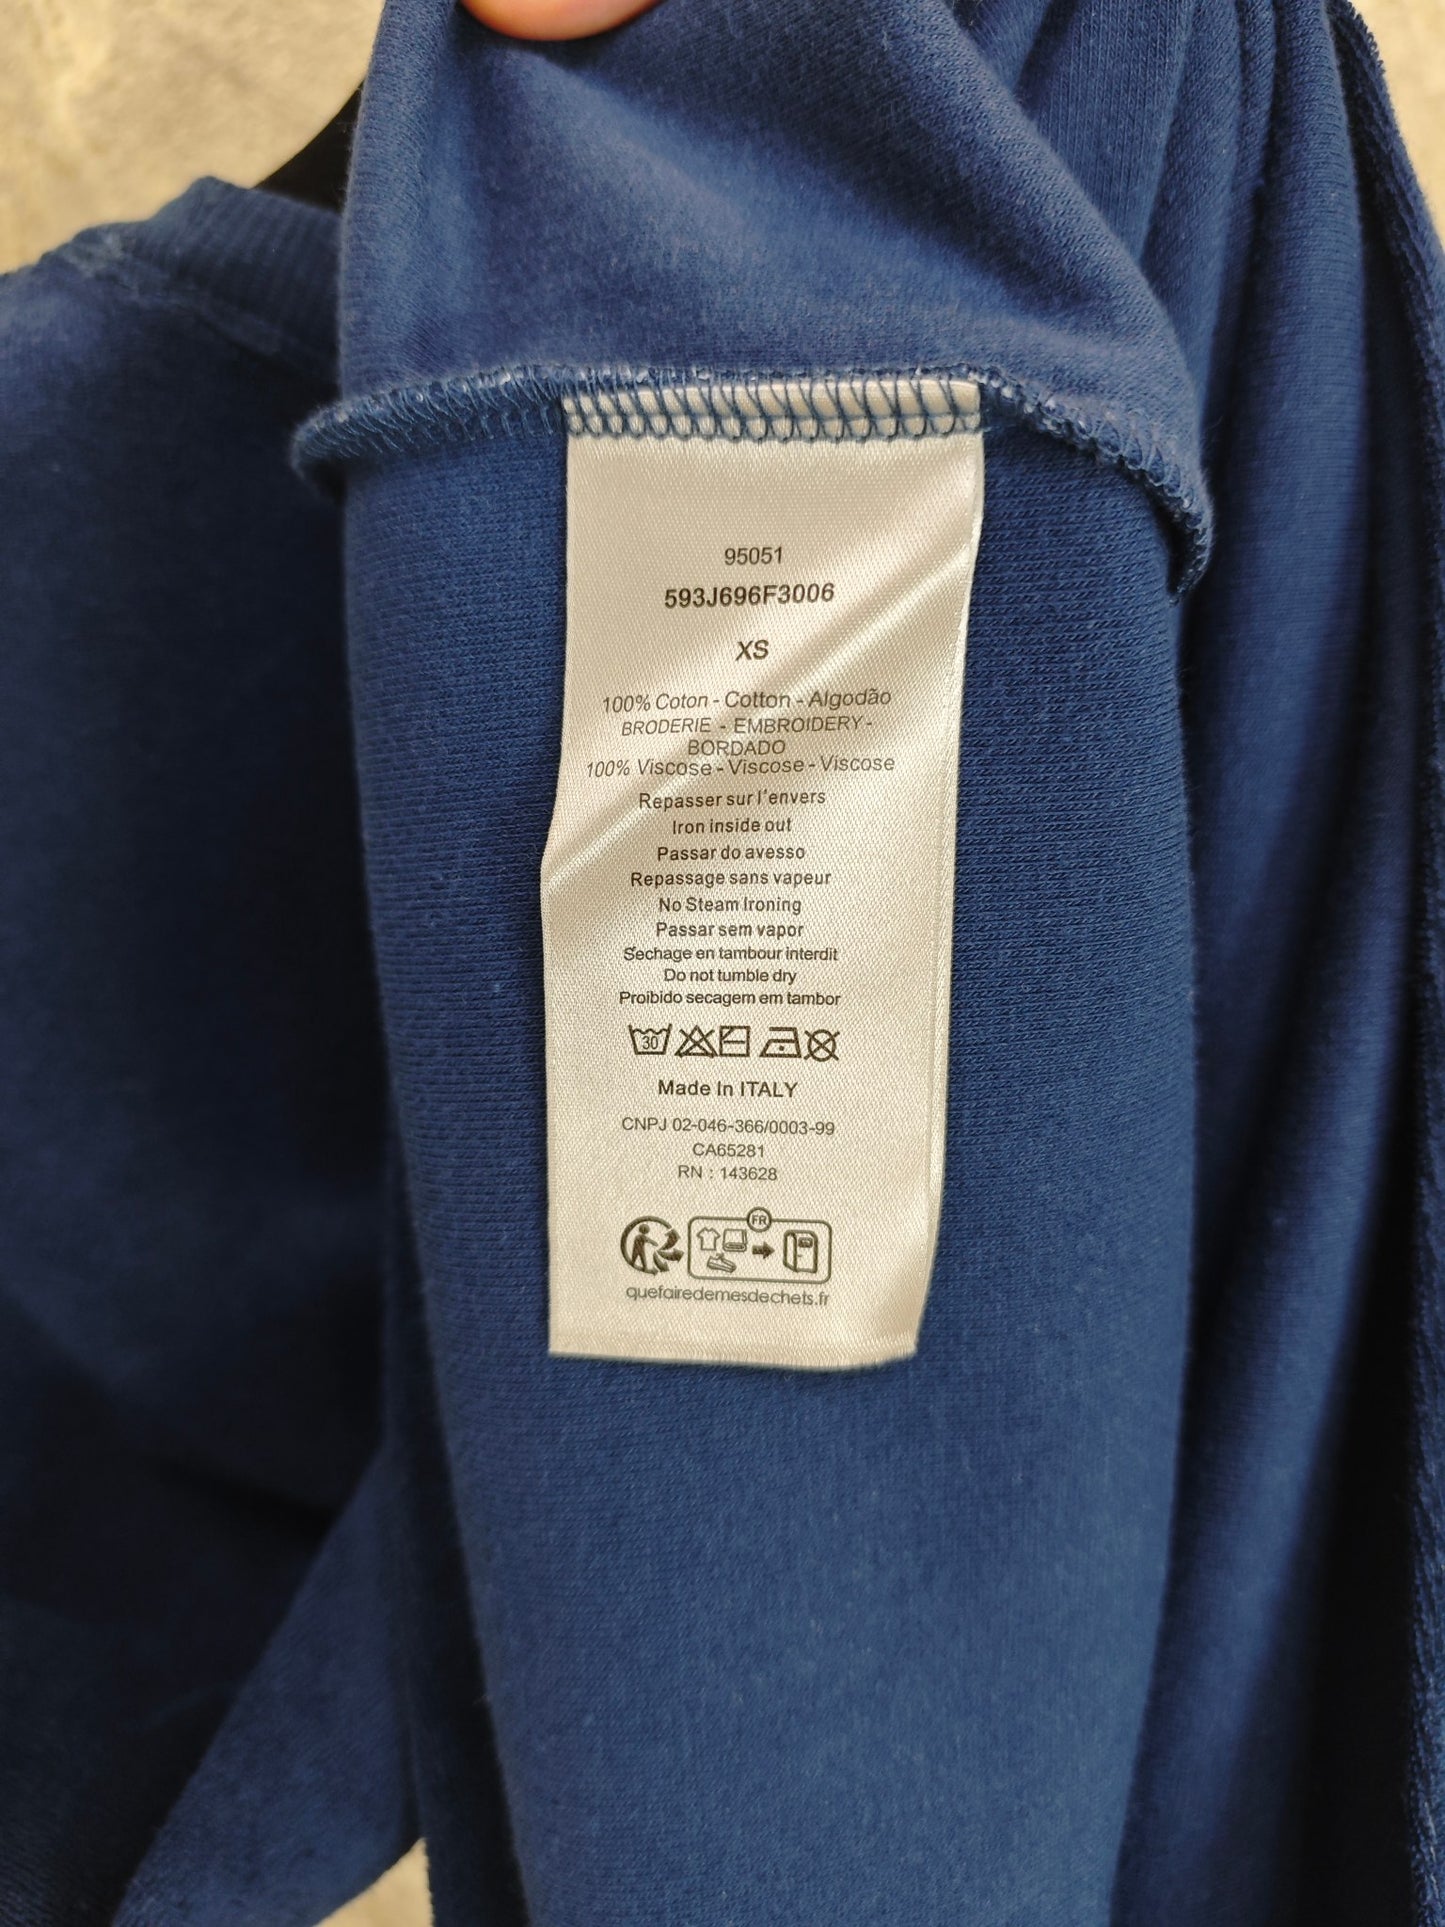 95051
593J696F3006
XS
100% Coton - Cotton - Algodão
BRODERIE - EMBROIDERY -
BORDADO
100% Viscose - Viscose - Viscose
Repasser sur l'envers
Iron inside out
Passar do avesso
Repassage sans vapeur
No Steam Ironing
Passar sem vapor
Séchage en tambour interdit
Do not tumble dry
Proibido secagem em tambor
30
Made In ITALY
CNPJ 02-046-366/0003-99
CA65281
RN : 143628
FR
quefairedemesdechets.fr